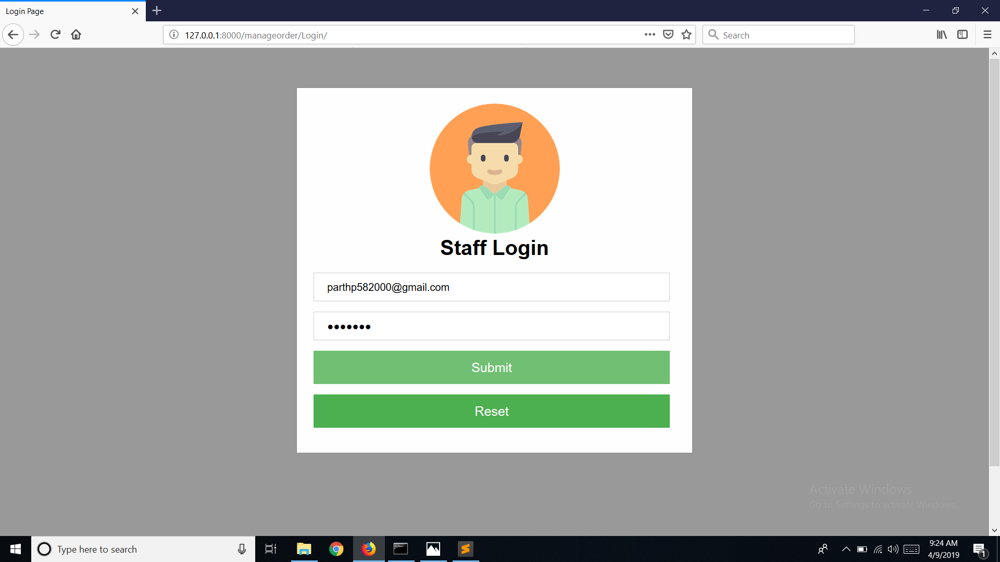 Login Page
127.0.0.1:8000/manageorder/Login/
Search
Staff Login
parthp582000@gmail.com
•••••••
Submit
Reset
Activate Windows
Go to Settings to activate Windows.
Type here to search
9:24 AM
4/9/2019
1